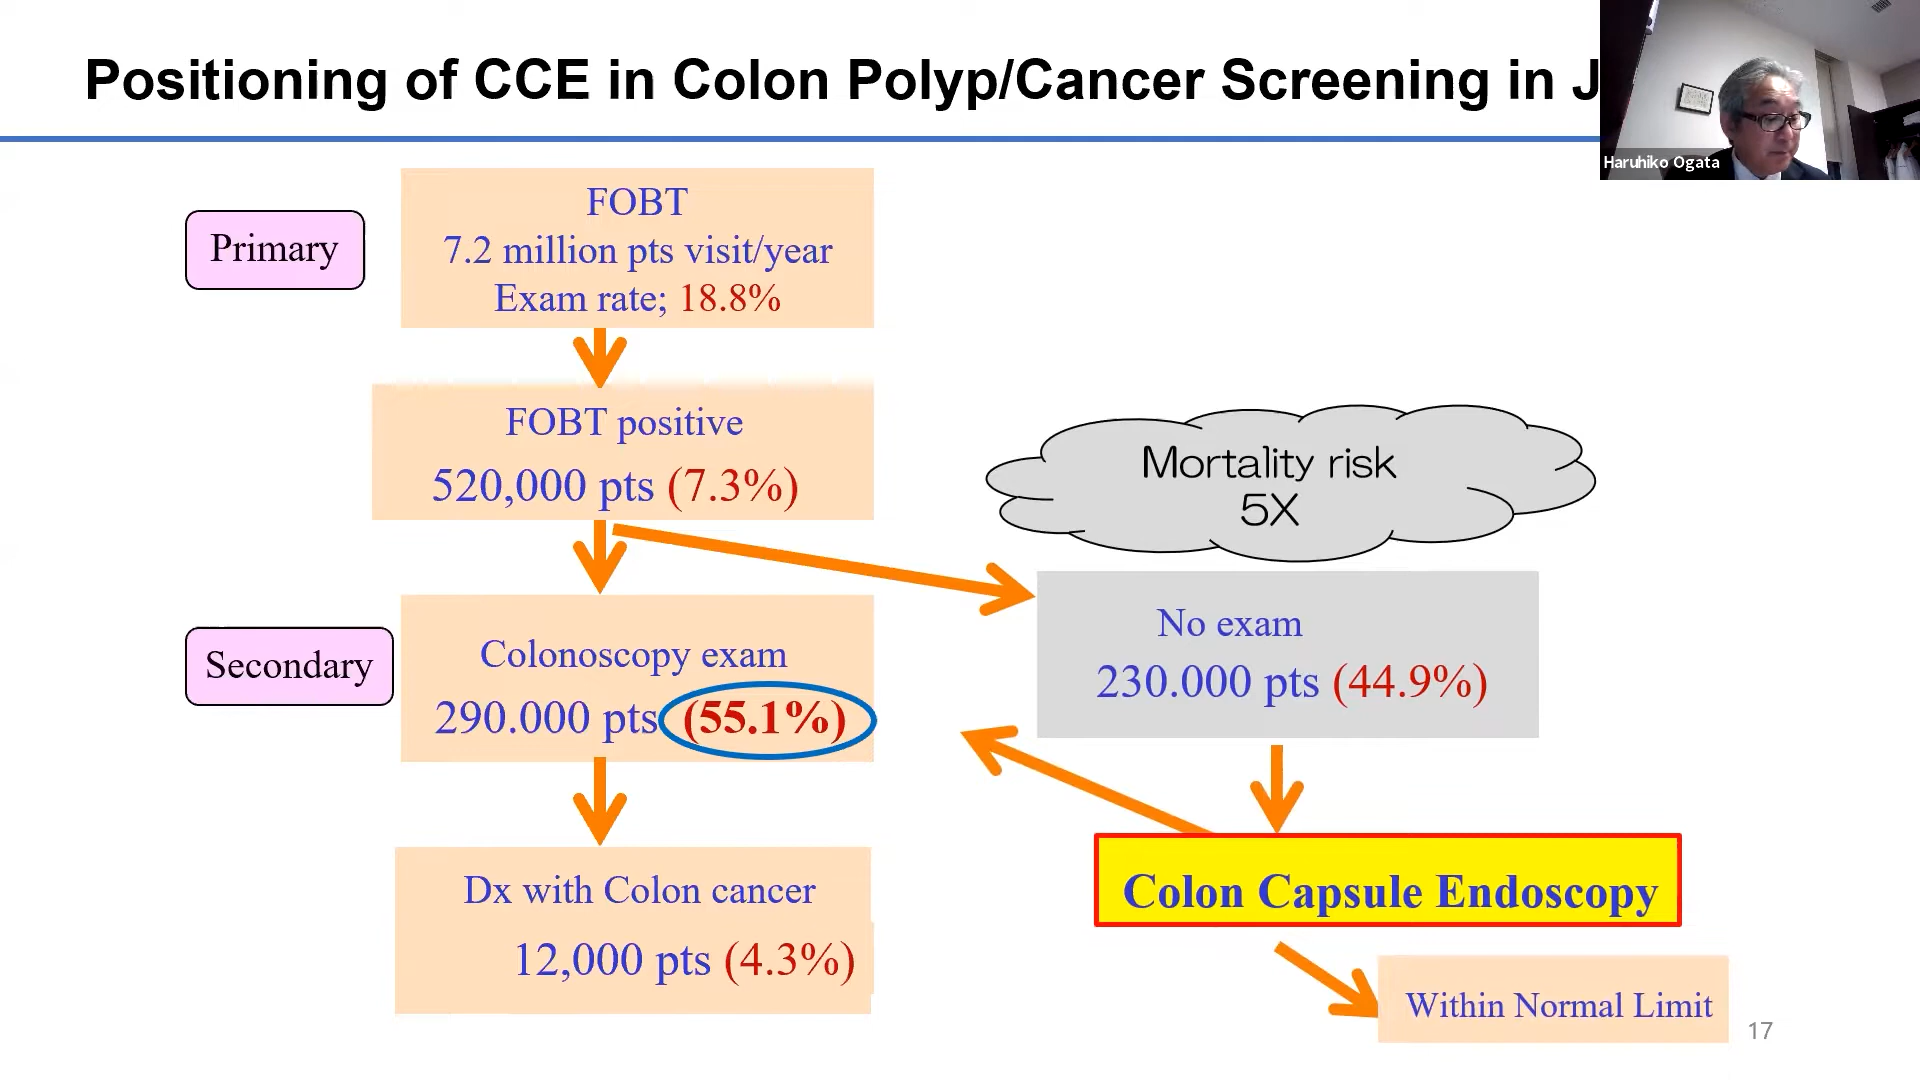 Positioning of CCE in Colon Polyp/Cancer Screening in J
Haruhiko Ogata
Primary
FOBT
7.2 million pts visit/year
Exam rate; 18.8%
FOBT positive
520,000 pts (7.3%)
Mortality risk
5X
No exam
230.000 pts (44.9%)
Secondary
Colonoscopy exam
290.000 pts (55.1%)
Dx with Colon cancer
12,000 pts (4.3%)
Colon Capsule Endoscopy
Within Normal Limit
17